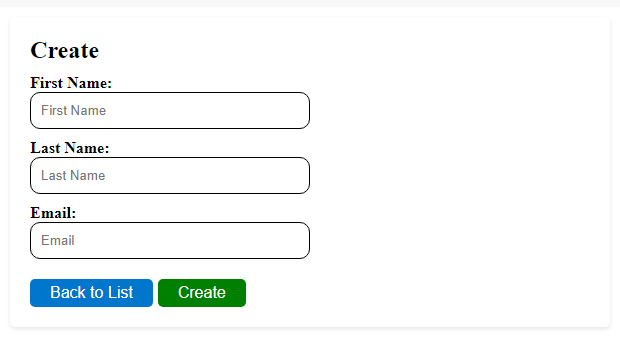 Create
First Name:
First Name
Last Name:
Last Name
Email:
Email
Back to List Create